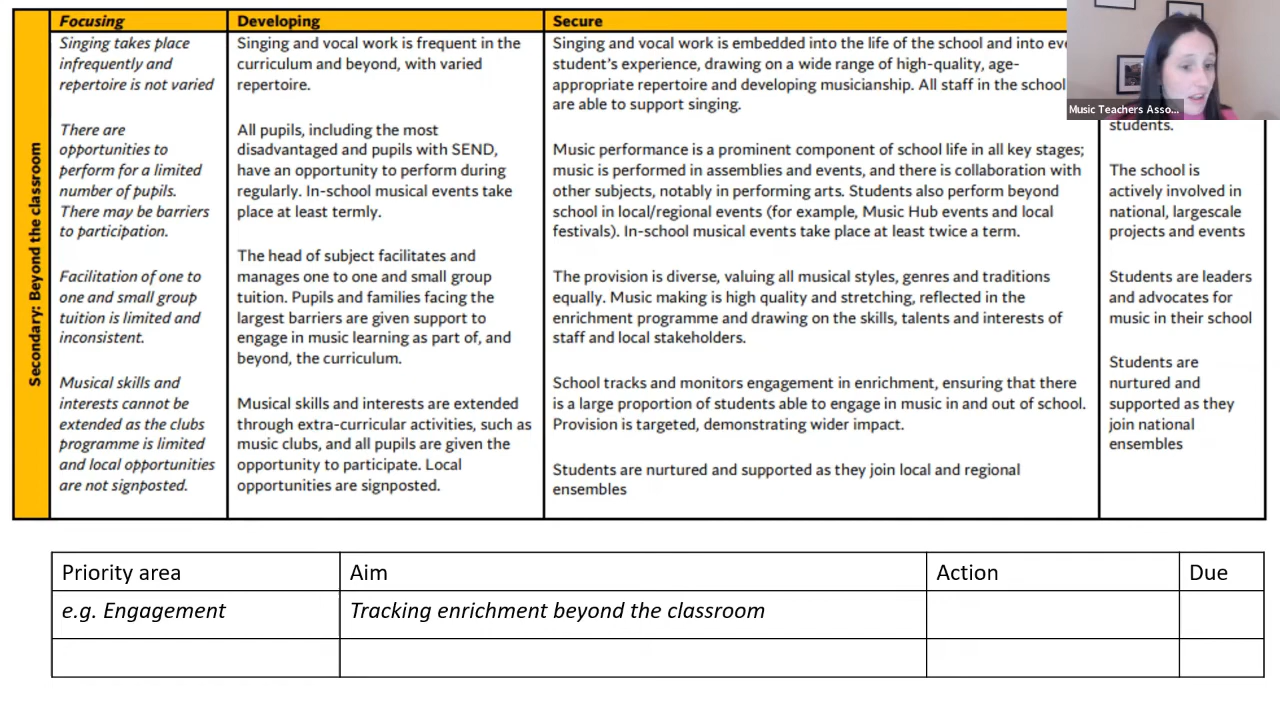 Focusing
Developing
Secure
Secondary: Beyond the classroom
Singing takes place
infrequently and
repertoire is not varied
There are
opportunities to
perform for a limited
number of pupils.
There may be barriers
to participation.
Facilitation of one to
one and small group
tuition is limited and
inconsistent.
Musical skills and
interests cannot be
extended as the clubs
programme is limited
and local opportunities
are not signposted.
Singing and vocal work is frequent in the
curriculum and beyond, with varied
repertoire.
All pupils, including the most
disadvantaged and pupils with SEND,
have an opportunity to perform during
regularly. In-school musical events take
place at least termly.
The head of subject facilitates and
manages one to one and small group
tuition. Pupils and families facing the
largest barriers are given support to
engage in music learning as part of, and
beyond, the curriculum.
Musical skills and interests are extended
through extra-curricular activities, such as
music clubs, and all pupils are given the
opportunity to participate. Local
opportunities are signposted.
Singing and vocal work is embedded into the life of the school and into
student's experience, drawing on a wide range of high-quality, age-
appropriate repertoire and developing musicianship. All staff in the school
are able to support singing.
Music performance is a prominent component of school life in all key stages;
music is performed in assemblies and events, and there is collaboration with
other subjects, notably in performing arts. Students also perform beyond
school in local/regional events (for example, Music Hub events and local
festivals). In-school musical events take place at least twice a term.
The provision is diverse, valuing all musical styles, genres and traditions
equally. Music making is high quality and stretching, reflected in the
enrichment programme and drawing on the skills, talents and interests of
staff and local stakeholders.
School tracks and monitors engagement in enrichment, ensuring that there
is a large proportion of students able to engage in music in and out of school.
Provision is targeted, demonstrating wider impact.
Students are nurtured and supported as they join local and regional
ensembles
Music Teachers Asso...
students.
The school is
actively involved in
national, largescale
projects and events
Students are leaders
and advocates for
music in their school
Students are
nurtured and
supported as they
join national
ensembles
Priority area
Aim
Action
Due
e.g. Engagement
Tracking enrichment beyond the classroom